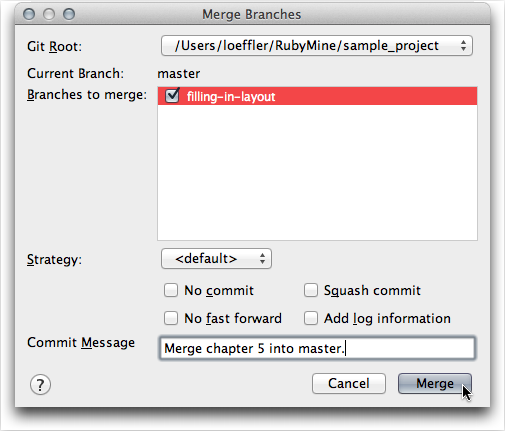 Merge Branches
Git Root: /Users/loeffler/RubyMine/sample_project
Current Branch: master
Branches to merge: filling-in-layout
Strategy: <default>
No commit Squash commit
No fast forward Add log information
Commit Message Merge chapter 5 into master.
? Cancel Merge